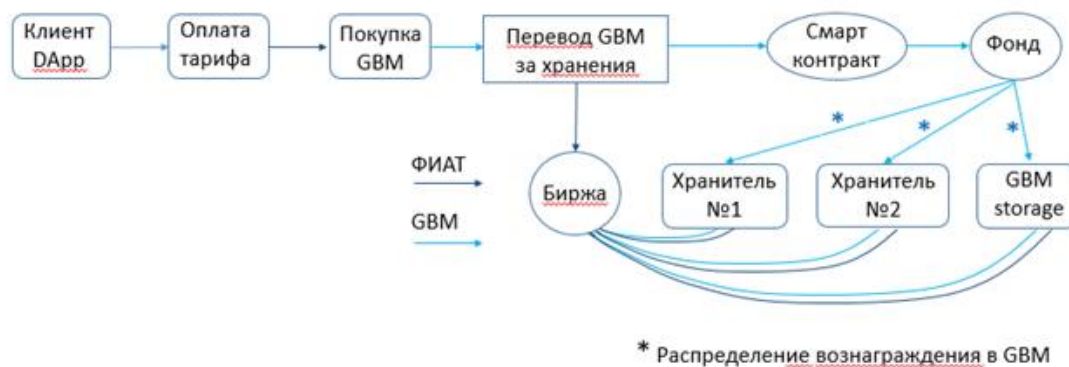 Клиент
DApp
Оплата
тарифа
Покупка
GBM
Перевод GBM
за хранения
Смарт
контракт
Фонд
*
*
*
ФИАТ
GBM
Биржа
Хранитель
№1
Хранитель
№2
GBM
storage
* Распределение вознаграждения в GBM